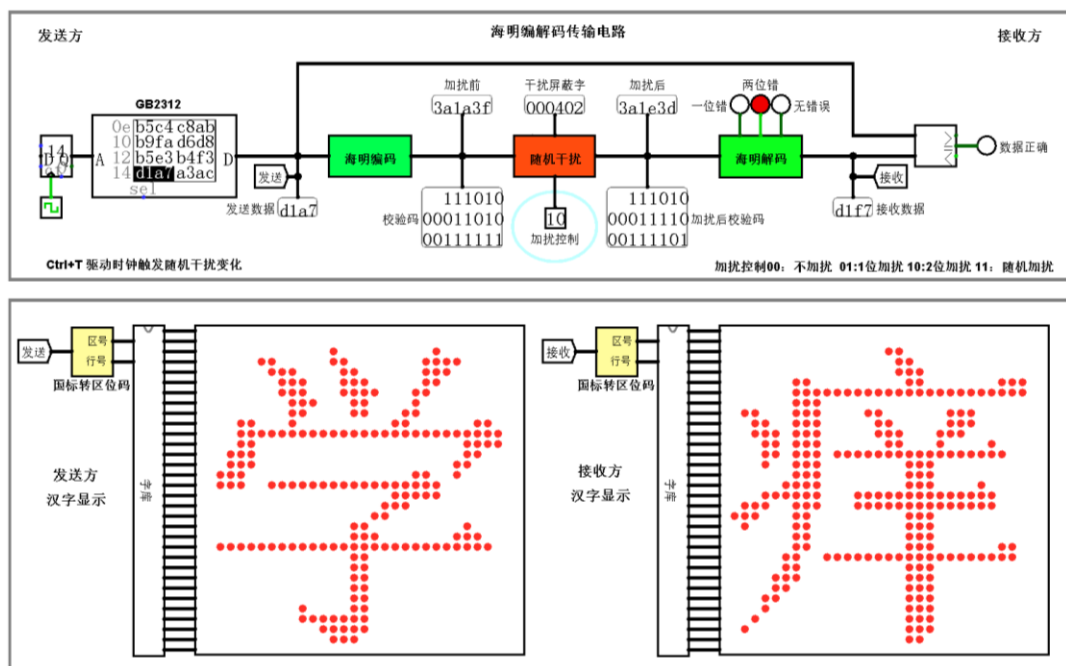 海明编解码传输电路
发送方
接收方
加扰前
干扰屏蔽字
加扰后
两位错
一位错
无错误
3a1a3f
000402
3a1e3d
GB2312
0e b5c4 c8ab
10 b9fa d6d8
12 b5e3 b4f3
14 d1a7 a3ac
sel
A
D
14
D Q
海明编码
随机干扰
海明解码
数据正确
发送
接收
发送数据 d1a7
校验码
111010
00011010
00111111
10
加扰控制
111010
00011110
00111101
加扰后校验码
d1f7 接收数据
Ctrl+T 驱动时钟触发随机干扰变化
加扰控制00：不加扰 01:1位加扰 10:2位加扰 11：随机加扰
发送
区号
行号
国标转区位码
字库
发送方
汉字显示
学
接收
区号
行号
国标转区位码
字库
接收方
汉字显示
痒